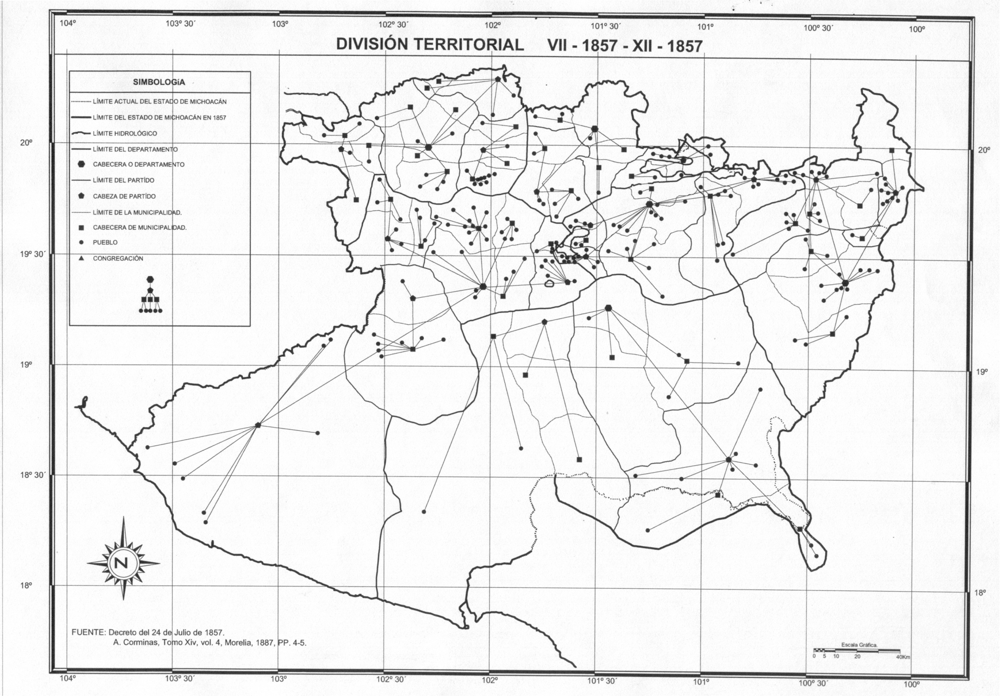 104º 103º 30´ 103º 102º 30´ 102º 101º 30´ 101º 100º 30´ 100º
DIVISIÓN TERRITORIAL VII - 1857 - XII - 1857
SIMBOLOGíA
LÍMITE ACTUAL DEL ESTADO DE MICHOACÁN
LÍMITE DEL ESTADO DE MICHOACÁN EN 1857
LÍMITE HIDROLÓGICO
LÍMITE DEL DEPARTAMENTO
CABECERA O DEPARTAMENTO
LÍMITE DEL PARTÍDO
CABEZA DE PARTÍDO
LÍMITE DE LA MUNICIPALIDAD.
CABECERA DE MUNICIPALIDAD.
PUEBLO
CONGREGACIÓN
20º 20º
19º 30´
19º 19º
18º 30´
18º 18º
N
FUENTE: Decreto del 24 de Julio de 1857.
A. Corminas, Tomo Xiv, vol. 4, Morelia, 1887, PP. 4-5.
Escala Gráfica.
0 5 10 20 40Km
104º 103º 30´ 103º 102º 30´ 102º 101º 30´ 101º 100º 30´ 100º